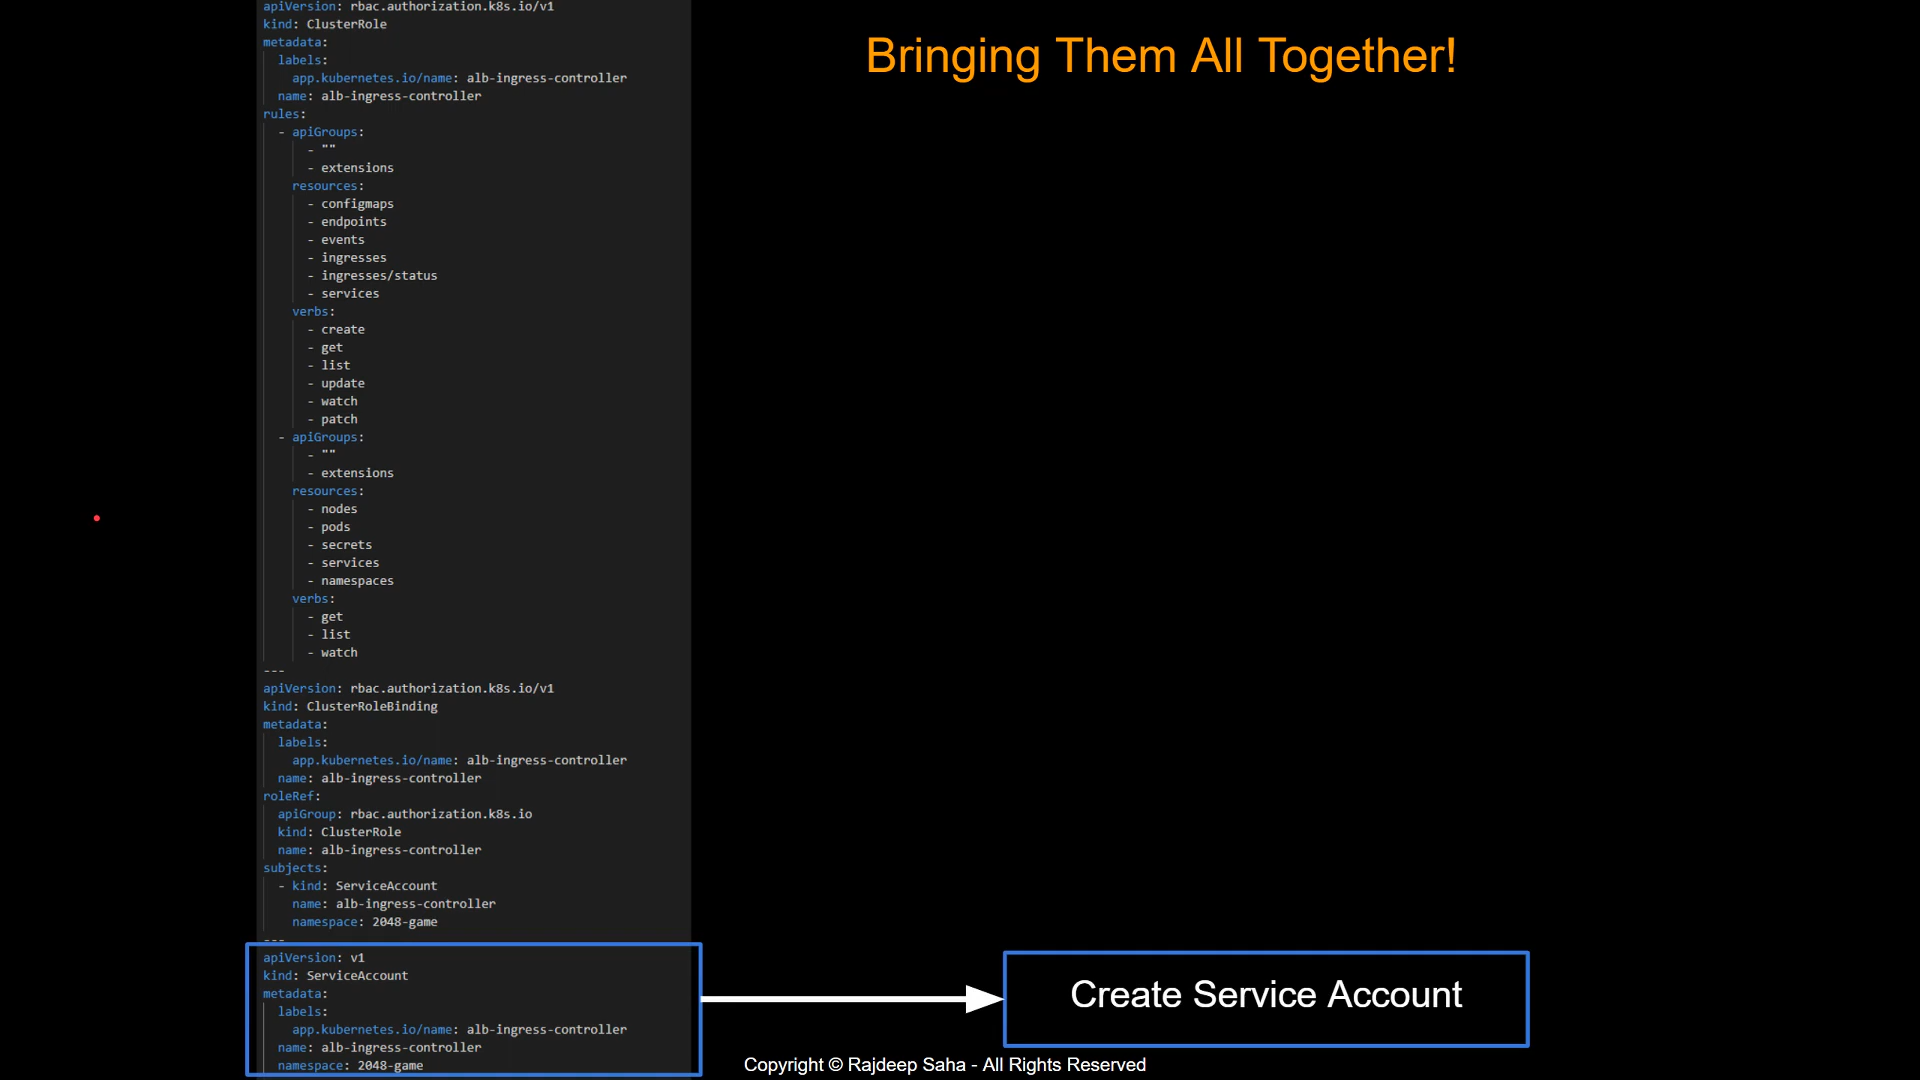 apiVersion: rbac.authorization.k8s.io/v1
kind: ClusterRole
metadata:
  labels:
    app.kubernetes.io/name: alb-ingress-controller
  name: alb-ingress-controller
rules:
  - apiGroups:
      - ""
      - extensions
    resources:
      - configmaps
      - endpoints
      - events
      - ingresses
      - ingresses/status
      - services
    verbs:
      - create
      - get
      - list
      - update
      - watch
      - patch
  - apiGroups:
      - ""
      - extensions
    resources:
      - nodes
      - pods
      - secrets
      - services
      - namespaces
    verbs:
      - get
      - list
      - watch
---
apiVersion: rbac.authorization.k8s.io/v1
kind: ClusterRoleBinding
metadata:
  labels:
    app.kubernetes.io/name: alb-ingress-controller
  name: alb-ingress-controller
roleRef:
  apiGroup: rbac.authorization.k8s.io
  kind: ClusterRole
  name: alb-ingress-controller
subjects:
  - kind: ServiceAccount
    name: alb-ingress-controller
    namespace: 2048-game
---
apiVersion: v1
kind: ServiceAccount
metadata:
  labels:
    app.kubernetes.io/name: alb-ingress-controller
  name: alb-ingress-controller
  namespace: 2048-game
Bringing Them All Together!
Create Service Account
Copyright © Rajdeep Saha - All Rights Reserved